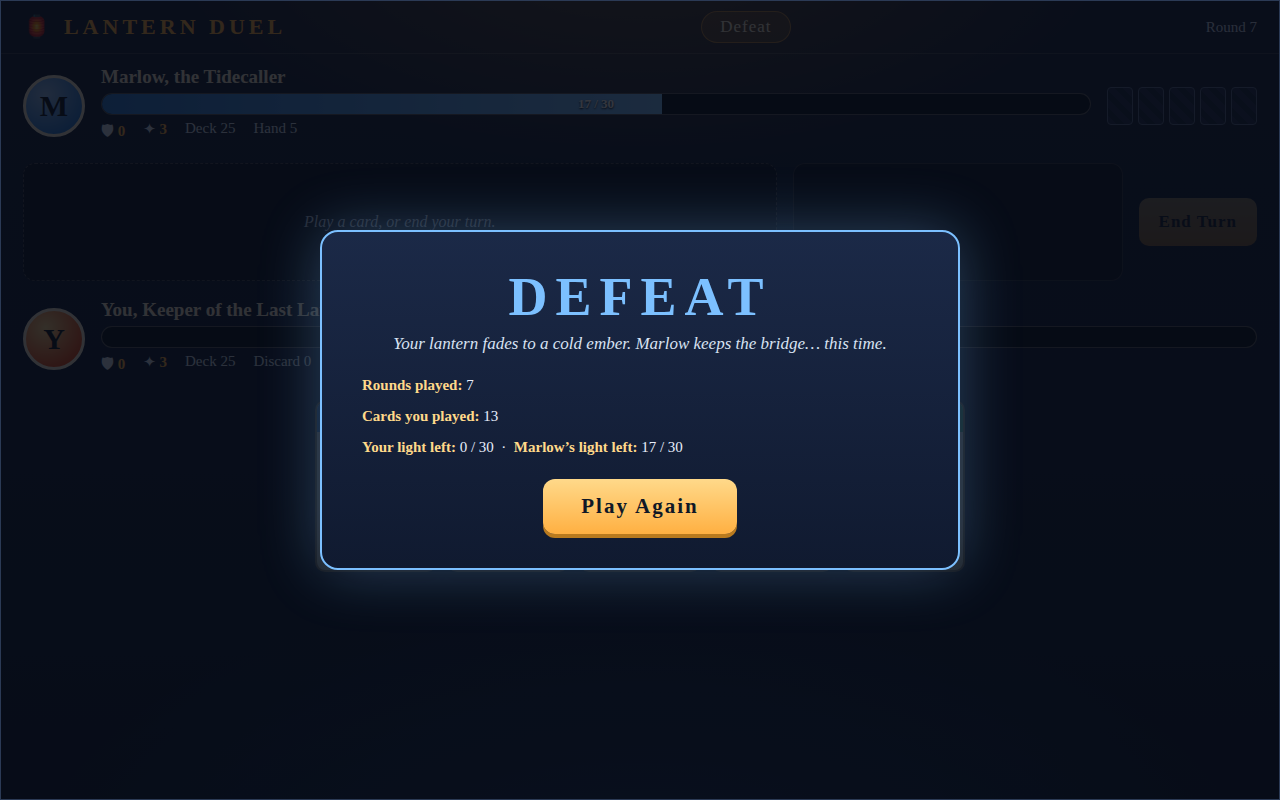 LANTERN DUEL
Defeat
Round 7
Marlow, the Tidecaller
M
17 / 30
0
✦ 3
Deck 25
Hand 5
Play a card, or end your turn.
End Turn
You, Keeper of the Last La
Y
0
✦ 3
Deck 25
Discard 0
DEFEAT
Your lantern fades to a cold ember. Marlow keeps the bridge… this time.
Rounds played: 7
Cards you played: 13
Your light left: 0 / 30 · Marlow’s light left: 17 / 30
Play Again